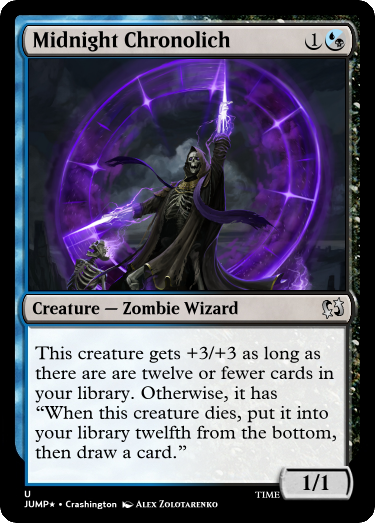 Midnight Chronolich 1
Creature — Zombie Wizard
This creature gets +3/+3 as long as
there are are twelve or fewer cards in
your library. Otherwise, it has
“When this creature dies, put it into
your library twelfth from the bottom,
then draw a card.”
1/1
U TIME
JUMP★ • Crashington Alex Zolotarenko